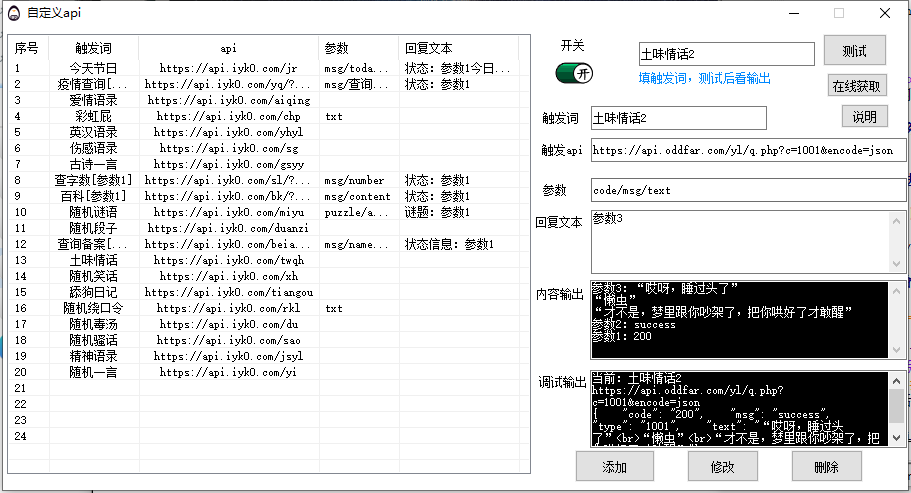 自定义api
序号 触发词 api 参数 回复文本
1 今天节日 https://api.iyk0.com/jr msg/toda... 状态：参数1今日...
2 疫情查询[... https://api.iyk0.com/yq/?... msg/查询... 状态：参数1
3 爱情语录 https://api.iyk0.com/aiqing
4 彩虹屁 https://api.iyk0.com/chp txt
5 英汉语录 https://api.iyk0.com/yhyl
6 伤感语录 https://api.iyk0.com/sg
7 古诗一言 https://api.iyk0.com/gsyy
8 查字数[参数1] https://api.iyk0.com/sl/?... msg/number 状态：参数1
9 百科[参数1] https://api.iyk0.com/bk/?... msg/content 状态：参数1
10 随机谜语 https://api.iyk0.com/miyu puzzle/a... 谜题：参数1
11 随机段子 https://api.iyk0.com/duanzi
12 查询备案[... https://api.iyk0.com/beia... msg/name... 状态信息：参数1
13 土味情话 https://api.iyk0.com/twqh
14 随机笑话 https://api.iyk0.com/xh
15 舔狗日记 https://api.iyk0.com/tiangou
16 随机绕口令 https://api.iyk0.com/rkl txt
17 随机毒汤 https://api.iyk0.com/du
18 随机骚话 https://api.iyk0.com/sao
19 精神语录 https://api.iyk0.com/jsyl
20 随机一言 https://api.iyk0.com/yi
21
22
23
24
开关
开
土味情话2
测试
填触发词，测试后看输出
在线获取
触发词 土味情话2
说明
触发api https://api.oddfar.com/yl/q.php?c=1001&encode=json
参数 code/msg/text
回复文本 参数3
内容输出
参数3：“哎呀，睡过头了”
“懒虫”
“才不是，梦里跟你吵架了，把你哄好了才敢醒”
参数2：success
参数1：200
调试输出
当前：土味情话2
https://api.oddfar.com/yl/q.php?
c=1001&encode=json
{ "code": "200", "msg": "success",
"type": "1001", "text": "“哎呀，睡过头
了”<br>“懒虫”<br>“才不是，梦里跟你吵架了，把
添加 修改 删除